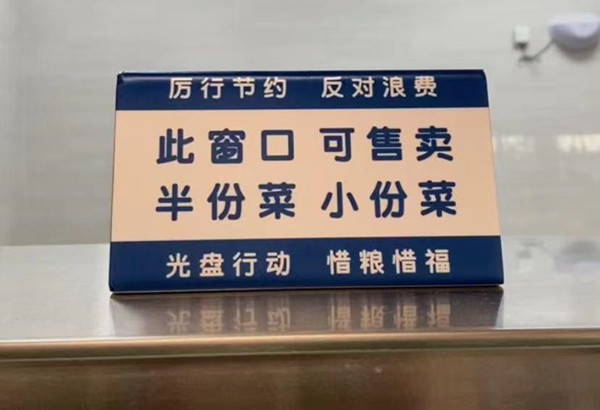 厉行节约 反对浪费
此窗口 可售卖
半份菜 小份菜
光盘行动 惜粮惜福